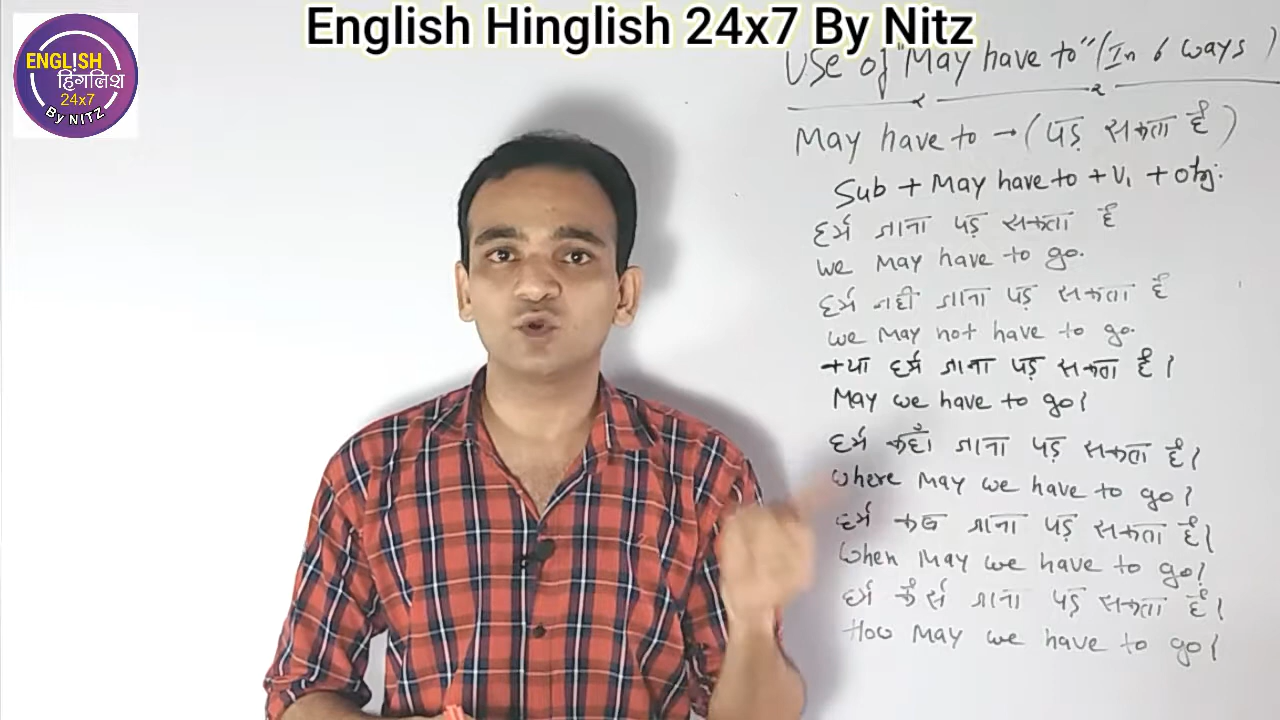 English Hinglish 24x7 By Nitz
ENGLISH
हिंगलिश
24x7
By NITZ
Use of "May have to" (In 6 ways)
May have to → (पड़ सकता है)
Sub + May have to + V₁ + obj.
हमें जाना पड़ सकता है
we May have to go.
हमें नही जाना पड़ सकता है
we May not have to go.
क्या हमें जाना पड़ सकता है।
May we have to go?
हमें कहाँ जाना पड़ सकता है।
where May we have to go?
हमें कब जाना पड़ सकता है।
When May we have to go?
हमें कैसे जाना पड़ सकता है।
How May we have to go?